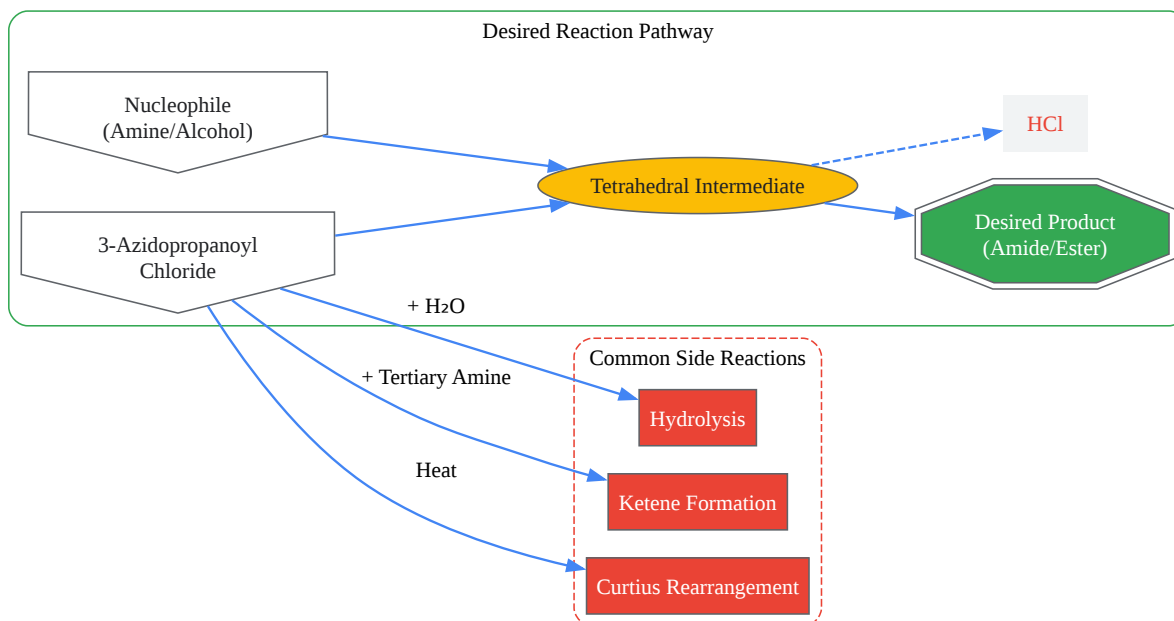 Desired Reaction Pathway
Nucleophile
(Amine/Alcohol)
HCl
Tetrahedral Intermediate
Desired Product
(Amide/Ester)
3-Azidopropanoyl
Chloride
+ H₂O
Common Side Reactions
+ Tertiary Amine
Hydrolysis
Heat
Ketene Formation
Curtius Rearrangement